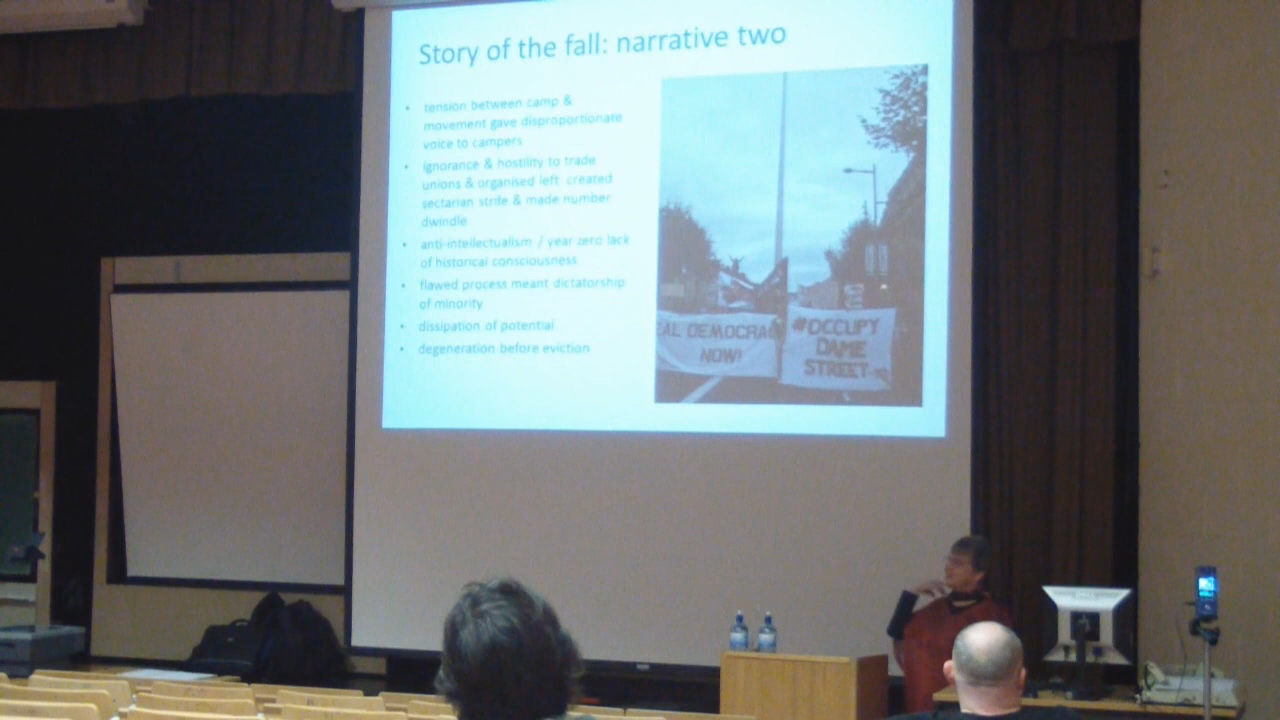 Story of the fall: narrative two
tension between camp &
movement gave disproportionate
voice to campers
ignorance & hostility to trade
unions & organised left created
sectarian strife & made number
dwindle
anti-intellectualism / year zero lack
of historical consciousness
flawed process meant dictatorship
of minority
dissipation of potential
degeneration before eviction
EAL DEMOCRACY
NOW!
#OCCUPY
DAME
STREET